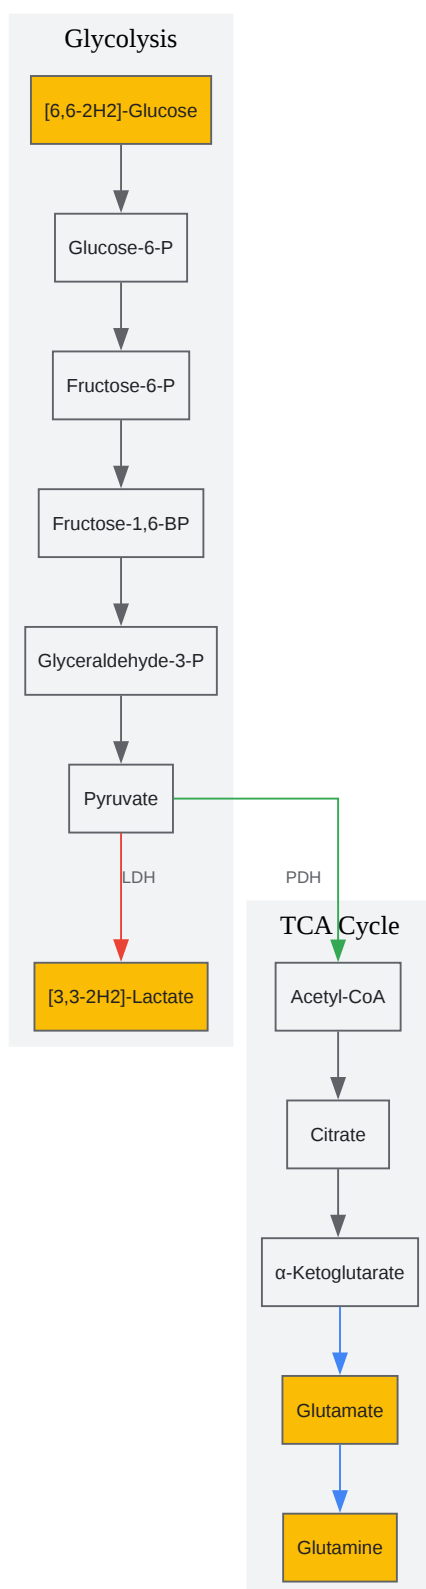 Glycolysis
[6,6-2H2]-Glucose
Glucose-6-P
Fructose-6-P
Fructose-1,6-BP
Glyceraldehyde-3-P
Pyruvate
LDH
PDH
[3,3-2H2]-Lactate
TCA Cycle
Acetyl-CoA
Citrate
α-Ketoglutarate
Glutamate
Glutamine